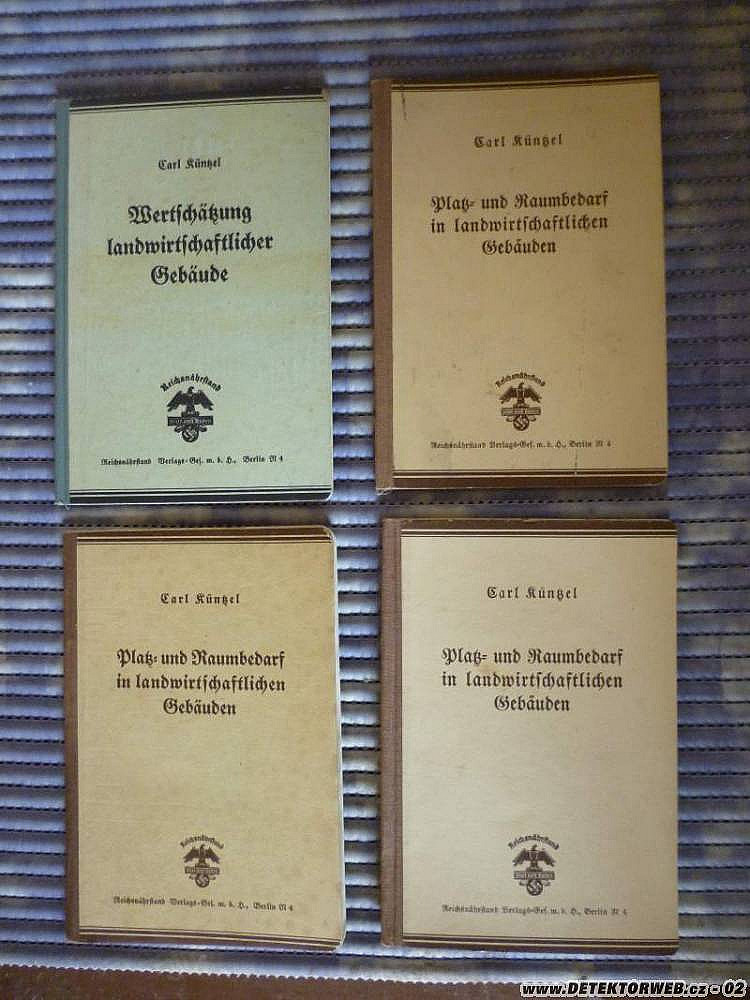 Carl Küntzel
Wertschätzung
landwirtschaftlicher
Gebäude
Reichsnährstand
Reichsnährstand Verlags-Ges. m. b. H., Berlin N 4
Carl Küntzel
Platz- und Raumbedarf
in landwirtschaftlichen
Gebäuden
Reichsnährstand
Reichsnährstand Verlags-Ges. m. b. H., Berlin N 4
Carl Küntzel
Platz- und Raumbedarf
in landwirtschaftlichen
Gebäuden
Reichsnährstand
Reichsnährstand Verlags-Ges. m. b. H., Berlin N 4
Carl Küntzel
Platz- und Raumbedarf
in landwirtschaftlichen
Gebäuden
Reichsnährstand
Reichsnährstand Verlags-Ges. m. b. H., Berlin N 4
www.DETEKTORWEB.cz - 02